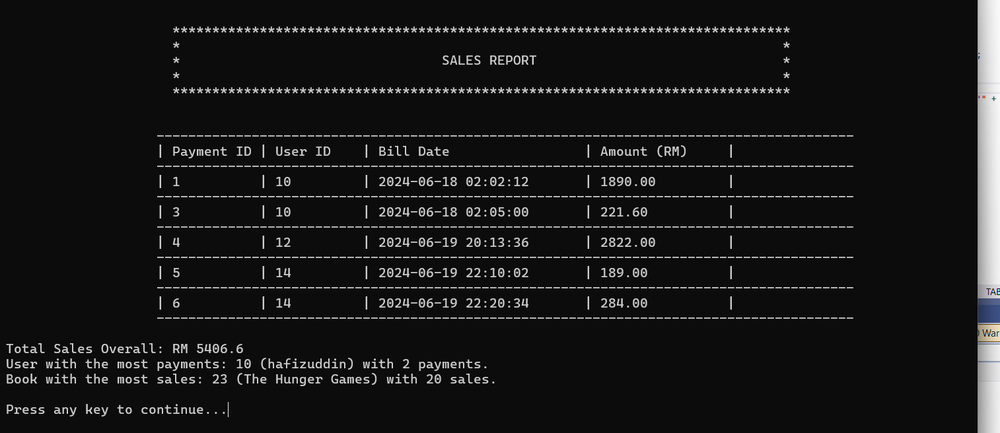 ******************************************************************************
*                                                                            *
*                                 SALES REPORT                               *
*                                                                            *
******************************************************************************
----------------------------------------------------------------------------------------
| Payment ID | User ID    | Bill Date                 | Amount (RM)     |
----------------------------------------------------------------------------------------
| 1          | 10         | 2024-06-18 02:02:12       | 1890.00         |
----------------------------------------------------------------------------------------
| 3          | 10         | 2024-06-18 02:05:00       | 221.60          |
----------------------------------------------------------------------------------------
| 4          | 12         | 2024-06-19 20:13:36       | 2822.00         |
----------------------------------------------------------------------------------------
| 5          | 14         | 2024-06-19 22:10:02       | 189.00          |
----------------------------------------------------------------------------------------
| 6          | 14         | 2024-06-19 22:20:34       | 284.00          |
----------------------------------------------------------------------------------------
Total Sales Overall: RM 5406.6
User with the most payments: 10 (hafizuddin) with 2 payments.
Book with the most sales: 23 (The Hunger Games) with 20 sales.
Press any key to continue...
;
'" +
TAB
War